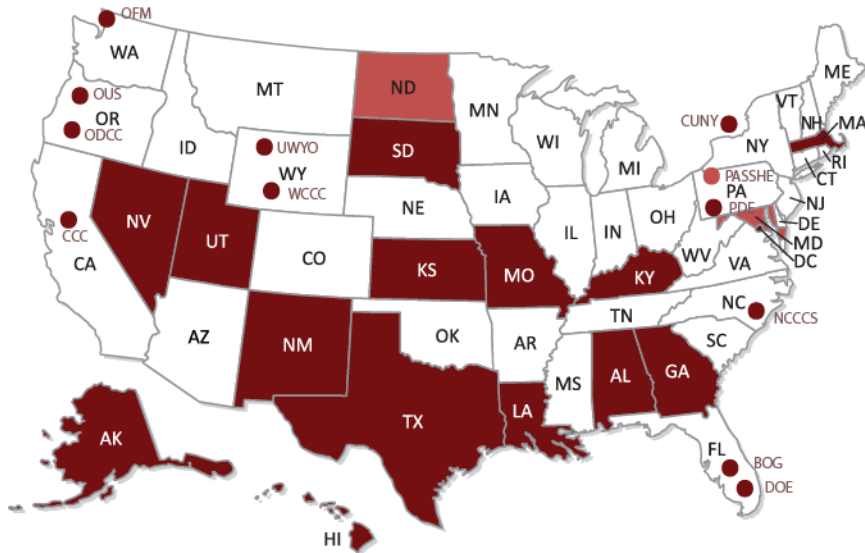 OFM
WA
OUS
OR
ODCC
ID
MT
ND
MN
SD
UWYO
WY
WCCC
WI
MI
CUNY
NY
VT
NH
ME
MA
RI
CT
PASSHE
PA
PDE
NJ
DE
MD
DC
NV
UT
CCC
CA
NE
IA
CO
KS
MO
IL
IN
OH
WV
VA
KY
AZ
NM
OK
AR
TN
NC
NCCCS
SC
TX
LA
MS
AL
GA
AK
HI
FL
BOG
DOE